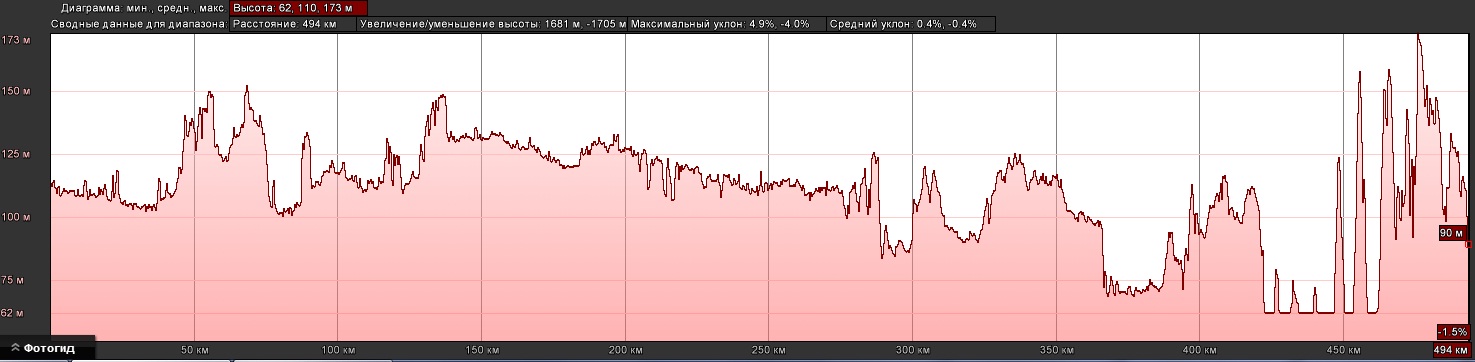 Диаграмма: мин., средн., макс. Высота: 62, 110, 173 м
Сводные данные для диапазона: Расстояние: 494 км Увеличение/уменьшение высоты: 1681 м, -1705 м Максимальный уклон: 4.9%, -4.0% Средний уклон: 0.4%, -0.4%
173 м
150 м
125 м
100 м
90 м
75 м
62 м
-1.5%
Фотогид 50 км 100 км 150 км 200 км 250 км 300 км 350 км 400 км 450 км 494 км